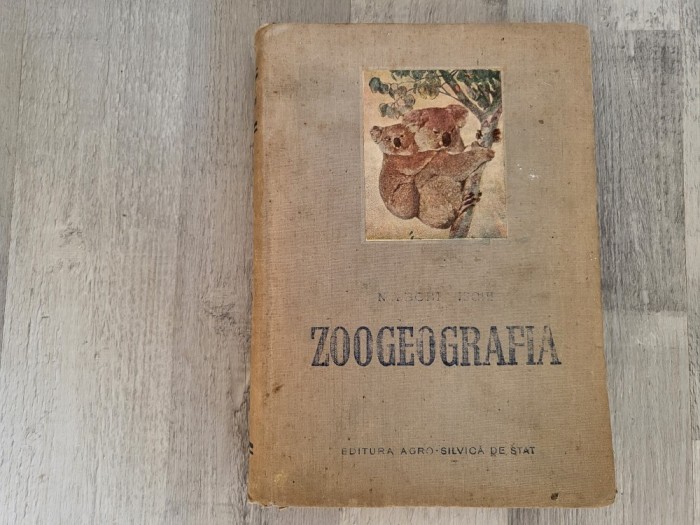 ZOOGEOGRAFIA
EDITURA AGRO-SILVICĂ DE STAT